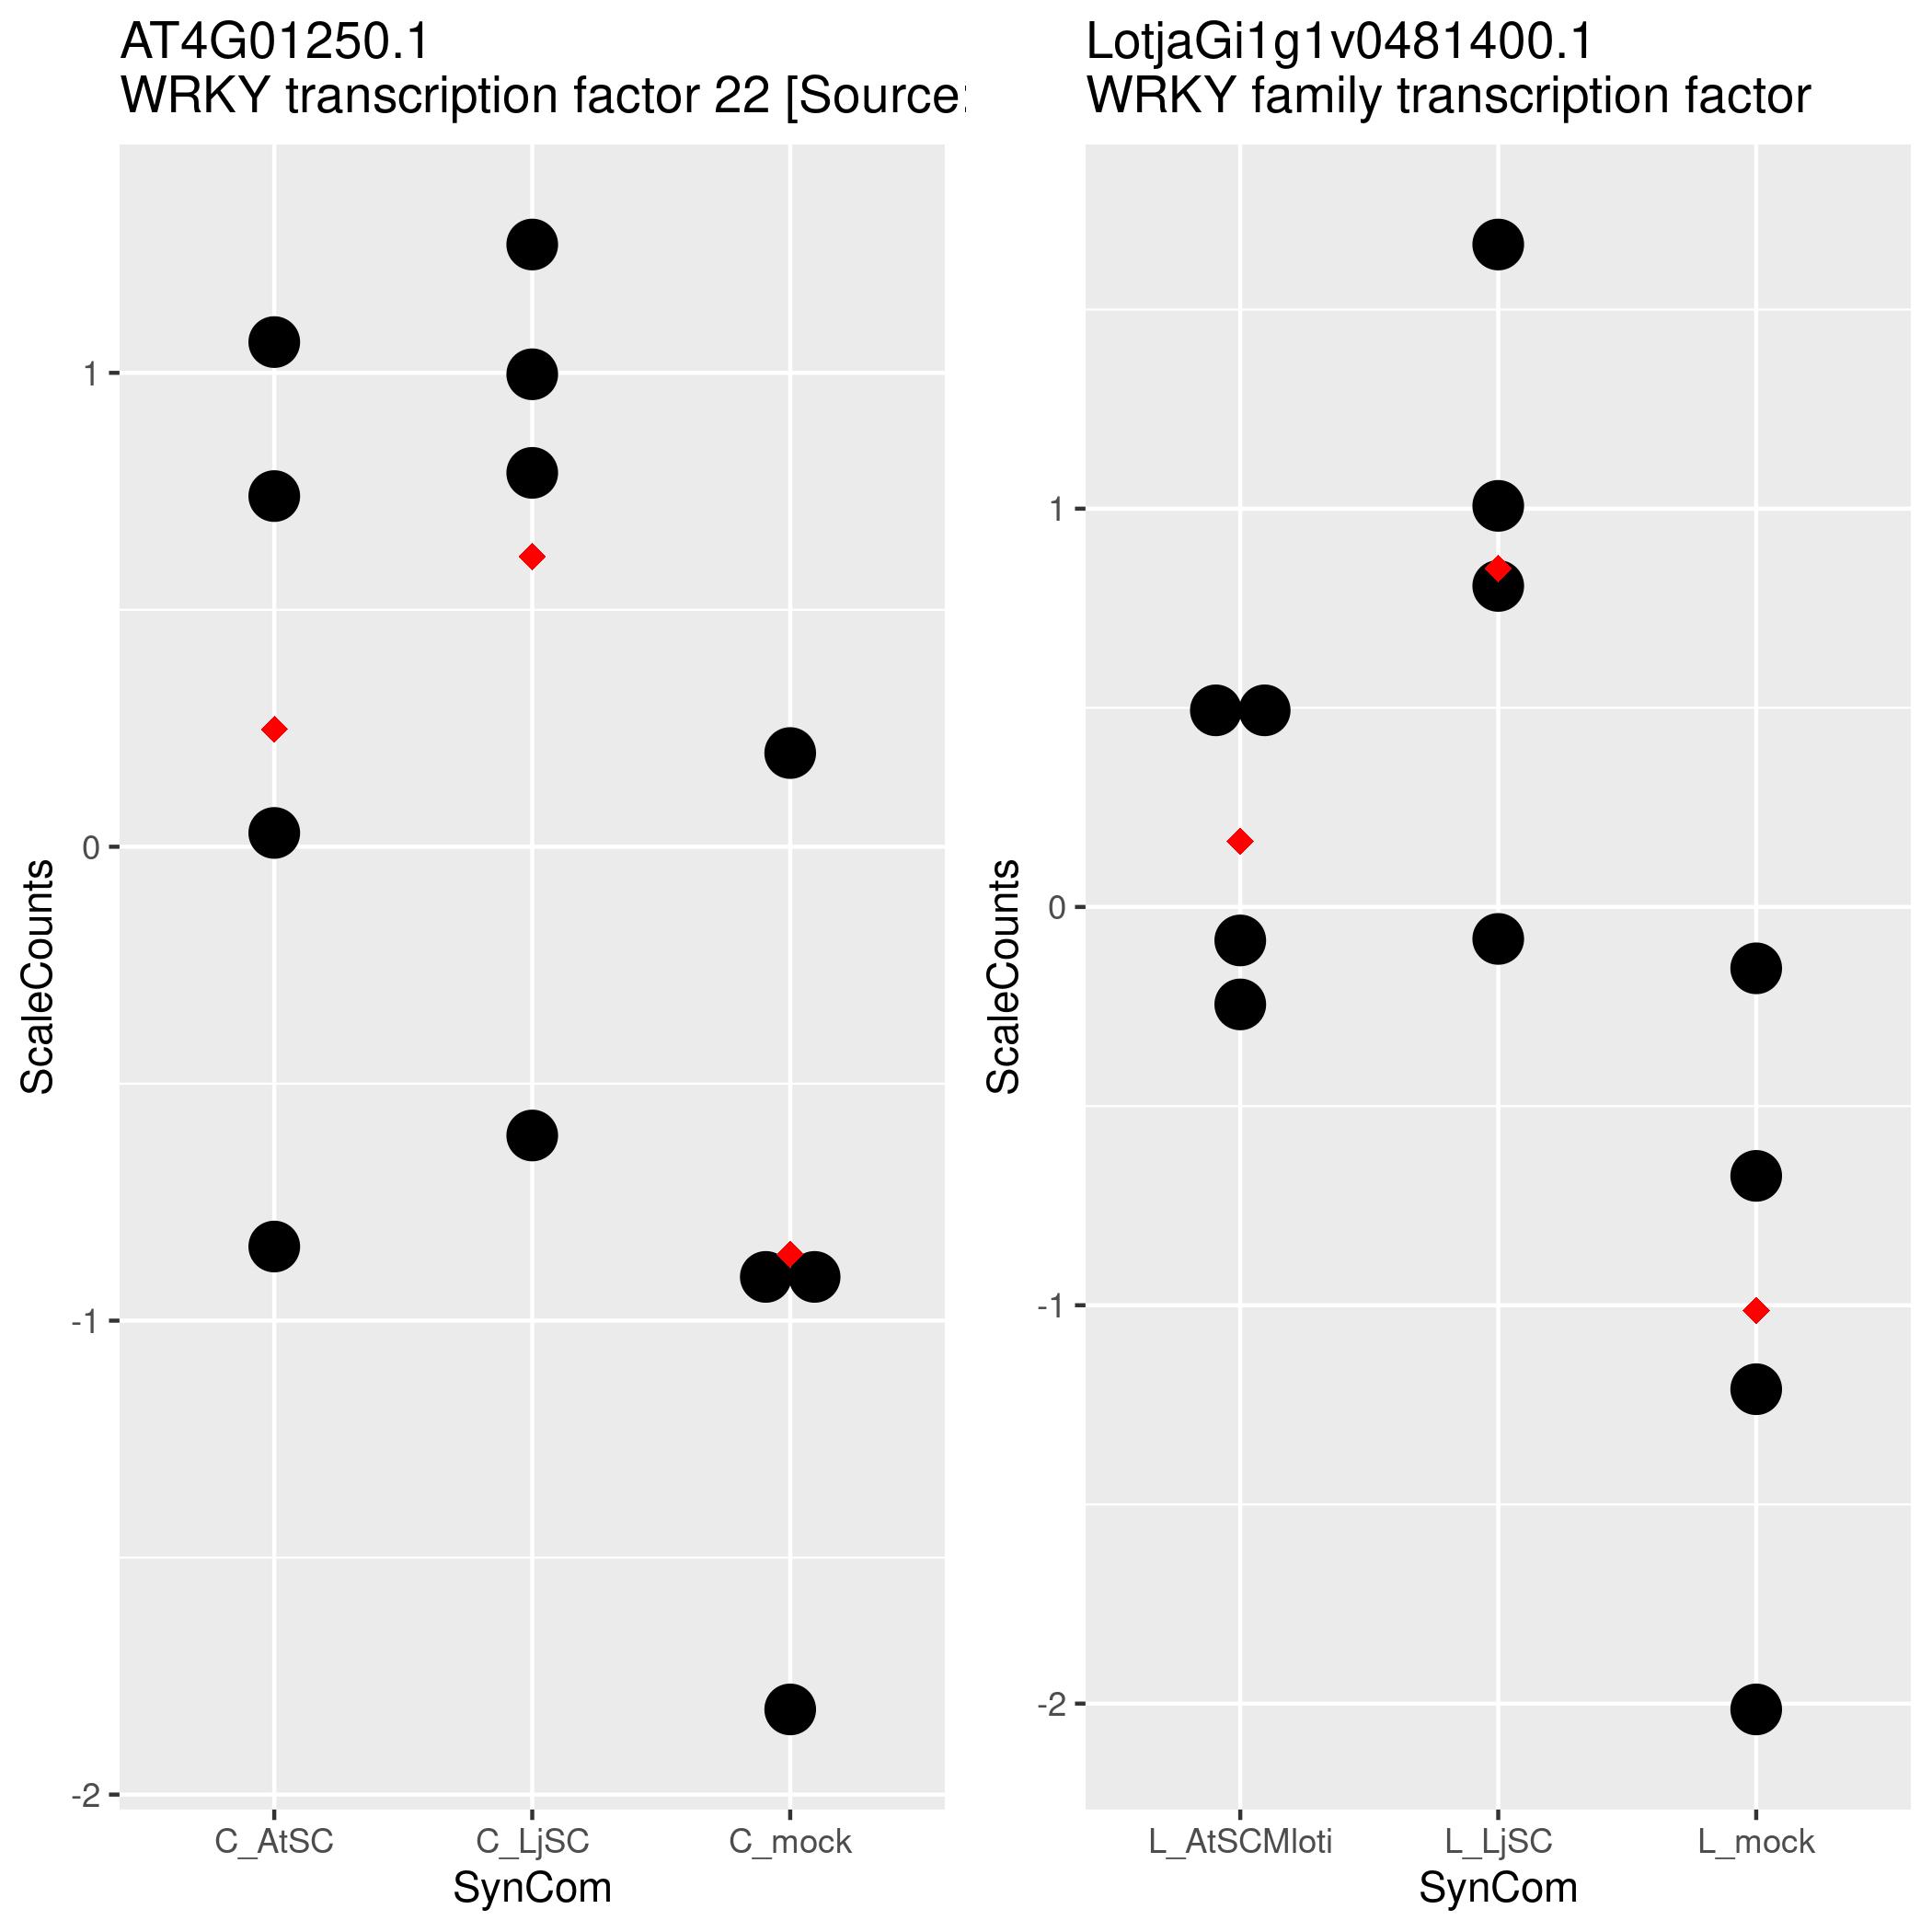 AT4G01250.1
WRKY transcription factor 22 [Source:
ScaleCounts
1
0
-1
-2
C_AtSC C_LjSC C_mock
SynCom
LotjaGi1g1v0481400.1
WRKY family transcription factor
ScaleCounts
1
0
-1
-2
L_AtSCMloti L_LjSC L_mock
SynCom